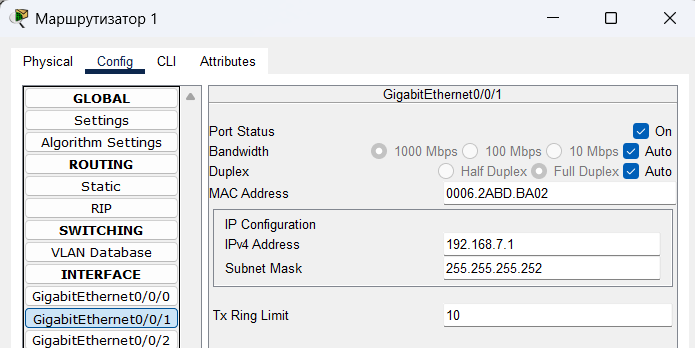 Маршрутизатор 1
Physical Config CLI Attributes
GLOBAL
Settings
Algorithm Settings
ROUTING
Static
RIP
SWITCHING
VLAN Database
INTERFACE
GigabitEthernet0/0/0
GigabitEthernet0/0/1
GigabitEthernet0/0/2
GigabitEthernet0/0/1
Port Status On
Bandwidth 1000 Mbps 100 Mbps 10 Mbps Auto
Duplex Half Duplex Full Duplex Auto
MAC Address 0006.2ABD.BA02
IP Configuration
IPv4 Address 192.168.7.1
Subnet Mask 255.255.255.252
Tx Ring Limit 10